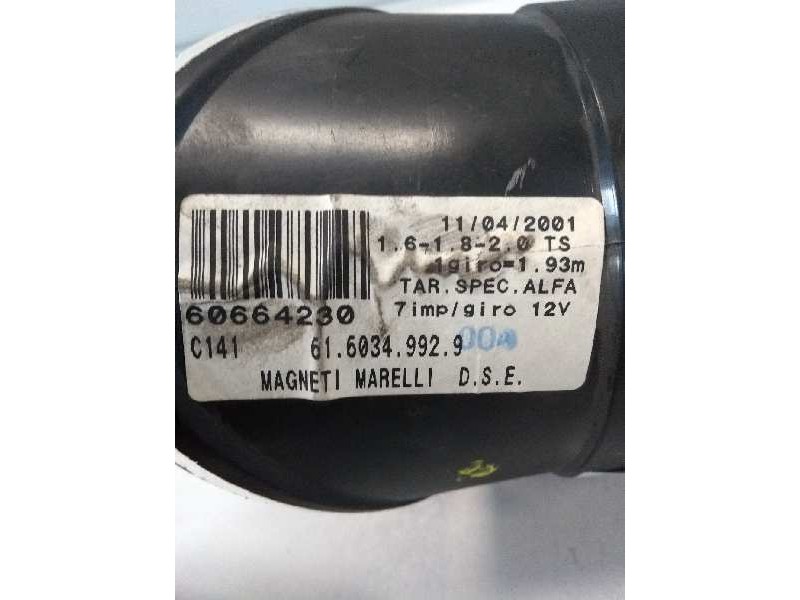 11/04/2001
1.6-1.8-2.0 TS
1giro=1.93m
TAR.SPEC.ALFA
60664230 7imp/giro 12V
C141 61.6034.992.9
MAGNETI MARELLI D.S.E.